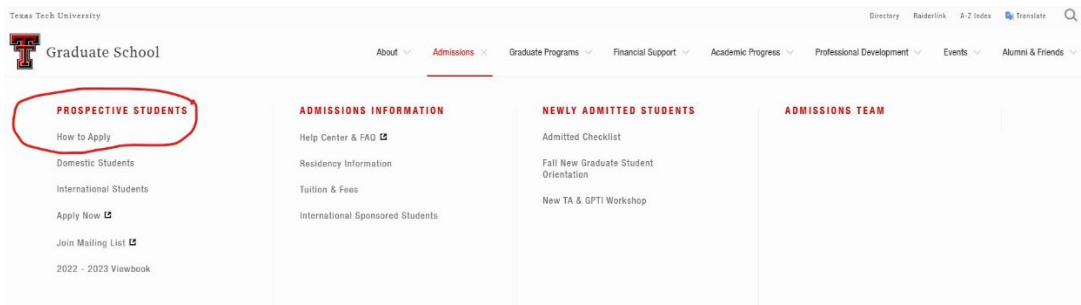 Texas Tech University
Directory Raiderlink A-Z Index Translate
Graduate School
About Admissions Graduate Programs Financial Support Academic Progress Professional Development Events Alumni & Friends
PROSPECTIVE STUDENTS
How to Apply
Domestic Students
International Students
Apply Now
Join Mailing List
2022 - 2023 Viewbook
ADMISSIONS INFORMATION
Help Center & FAQ
Residency Information
Tuition & Fees
International Sponsored Students
NEWLY ADMITTED STUDENTS
Admitted Checklist
Fall New Graduate Student
Orientation
New TA & GPTI Workshop
ADMISSIONS TEAM